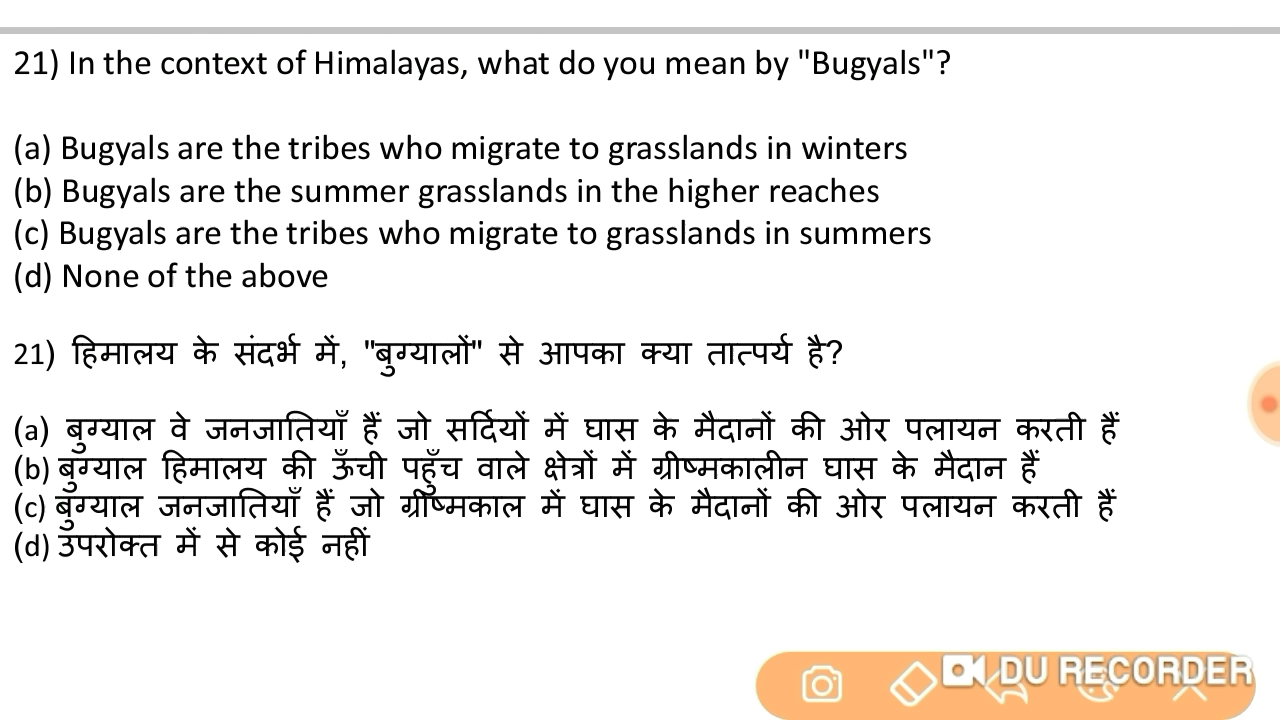 21) In the context of Himalayas, what do you mean by "Bugyals"?
(a) Bugyals are the tribes who migrate to grasslands in winters
(b) Bugyals are the summer grasslands in the higher reaches
(c) Bugyals are the tribes who migrate to grasslands in summers
(d) None of the above
21) हिमालय के संदर्भ में, "बुग्यालों" से आपका क्या तात्पर्य है?
(a) बुग्याल वे जनजातियाँ हैं जो सर्दियों में घास के मैदानों की ओर पलायन करती हैं
(b) बुग्याल हिमालय की ऊँची पहुँच वाले क्षेत्रों में ग्रीष्मकालीन घास के मैदान हैं
(c) बुग्याल जनजातियाँ हैं जो ग्रीष्मकाल में घास के मैदानों की ओर पलायन करती हैं
(d) उपरोक्त में से कोई नहीं
DU RECORDER